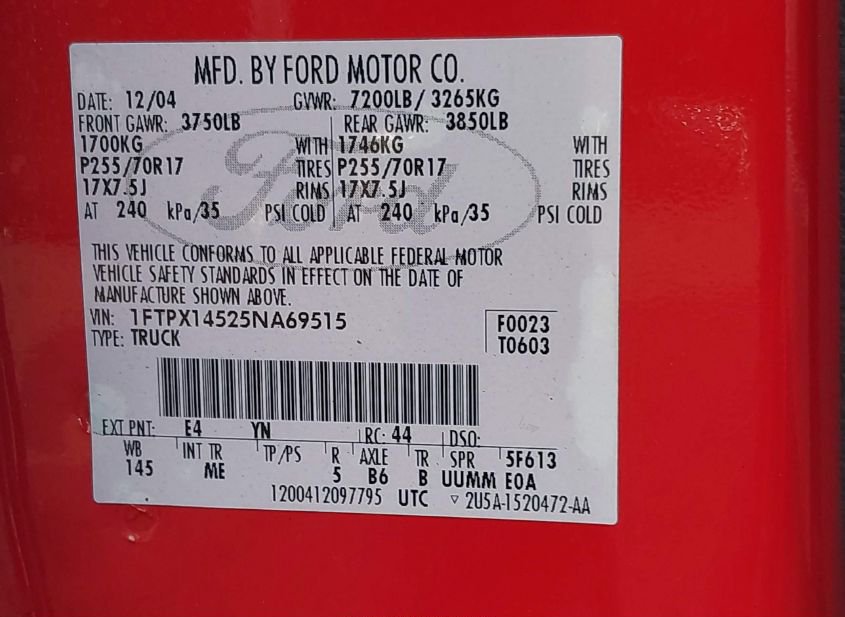 MFD. BY FORD MOTOR CO.
DATE: 12/04 GVWR: 7200LB/ 3265KG
FRONT GAWR: 3750LB REAR GAWR: 3850LB
1700KG WITH 1746KG WITH
P255/70R17 TIRES P255/70R17 TIRES
17X7.5J RIMS 17X7.5J RIMS
AT 240 kPa/35 PSI COLD AT 240 kPa/35 PSI COLD
Ford
THIS VEHICLE CONFORMS TO ALL APPLICABLE FEDERAL MOTOR
VEHICLE SAFETY STANDARDS IN EFFECT ON THE DATE OF
MANUFACTURE SHOWN ABOVE.
VIN: 1FTPX14525NA69515 F0023
TYPE: TRUCK T0603
EXT PNT: E4 YN RC: 44 DSO:
WB INT TR TP/PS R AXLE TR SPR 5F613
145 ME 5 B6 B UUMM E0A
1200412097795 UTC ▽ 2U5A-1520472-AA